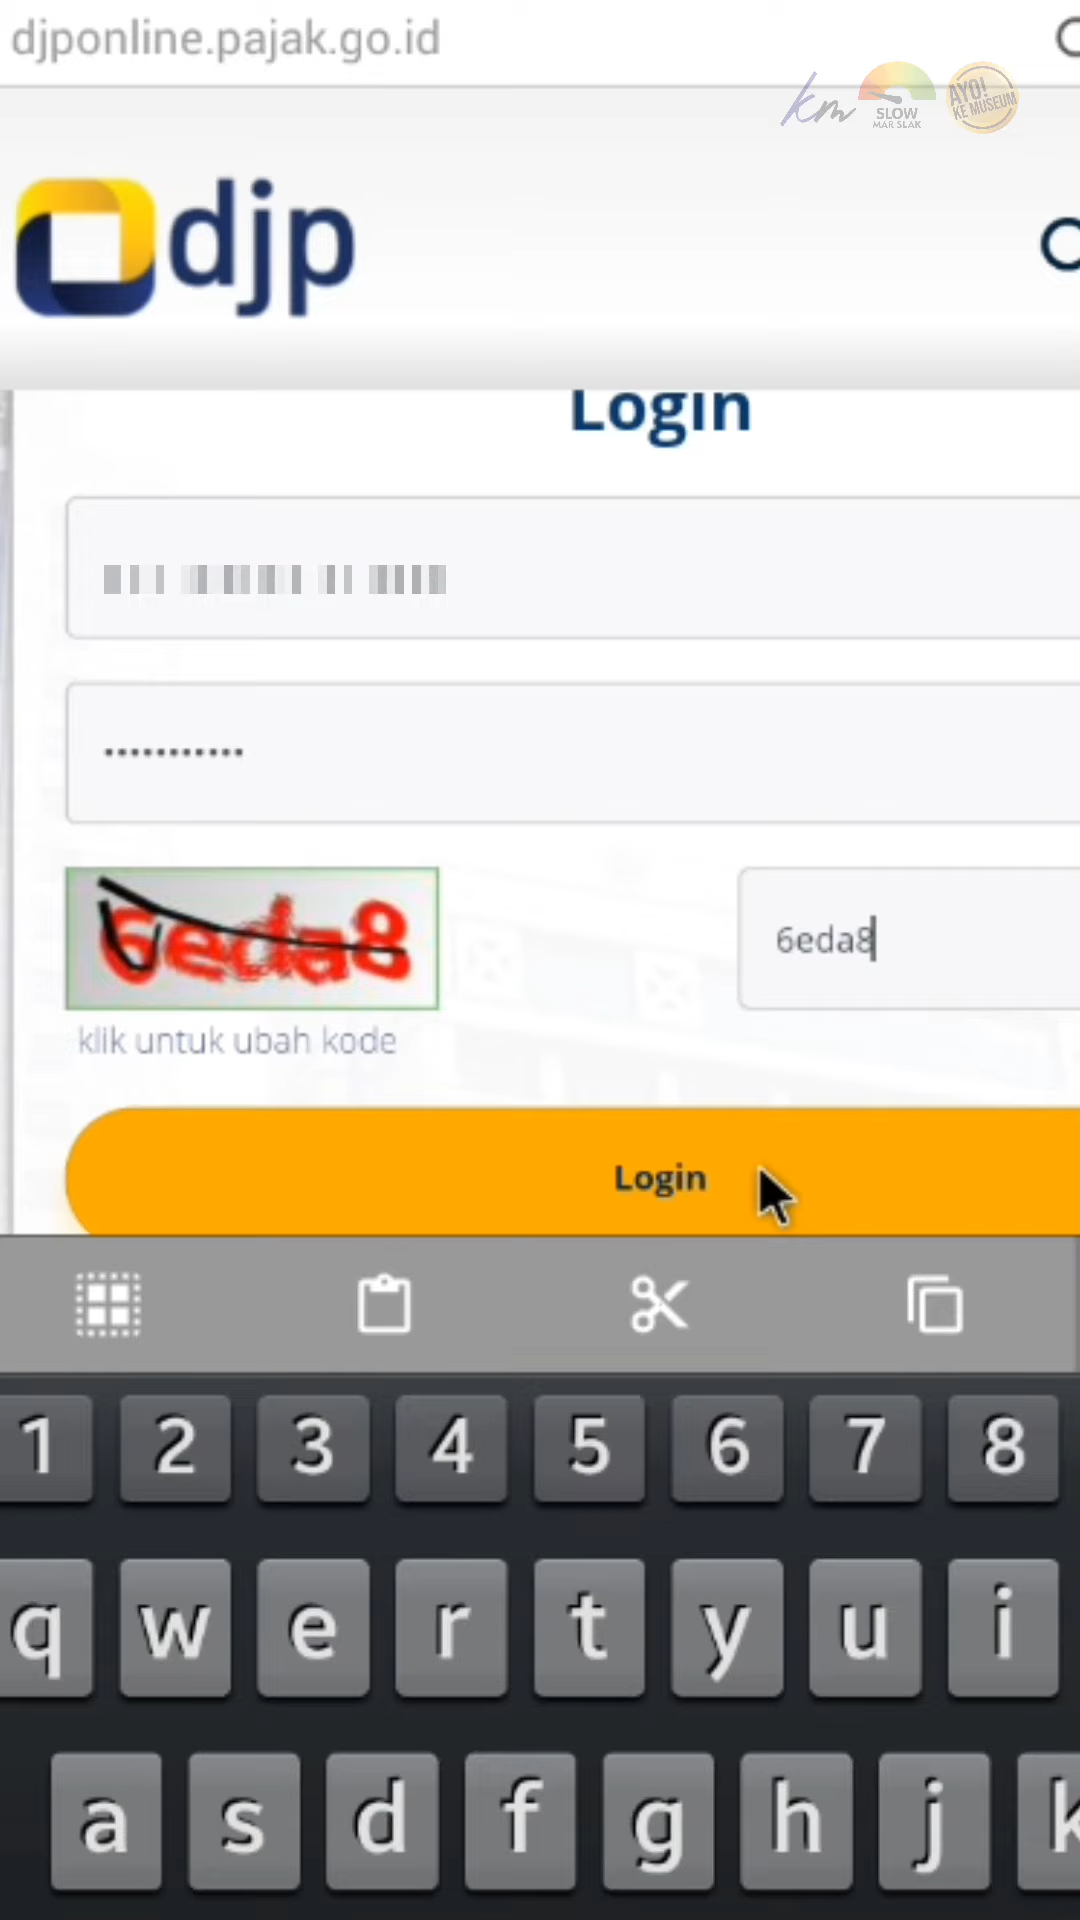 djponline.pajak.go.id
km
SLOW
MAR SLAK
AYO!
KE MUSEUM
djp
Login
6eda8
6eda8
klik untuk ubah kode
Login
1 2 3 4 5 6 7 8
q w e r t y u i
a s d f g h j k